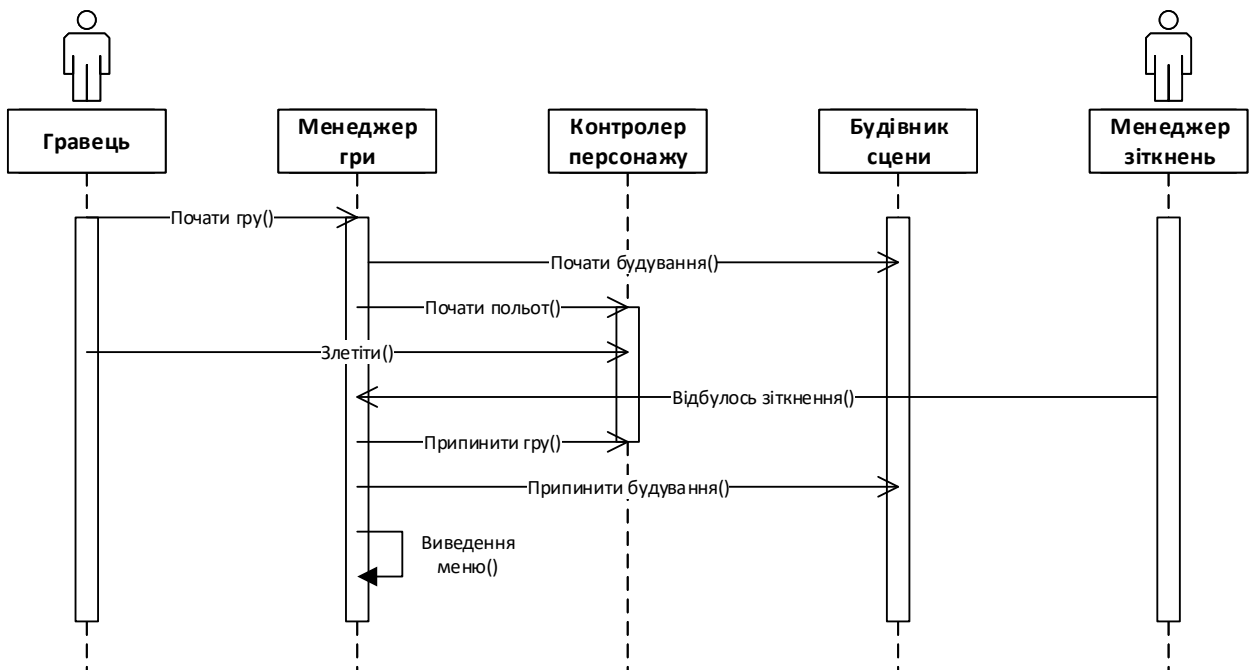 Гравець
Менеджер
гри
Контролер
персонажу
Будівник
сцени
Менеджер
зіткнень
Почати гру()
Почати будування()
Почати польот()
Злетіти()
Відбулось зіткнення()
Припинити гру()
Припинити будування()
Виведення
меню()